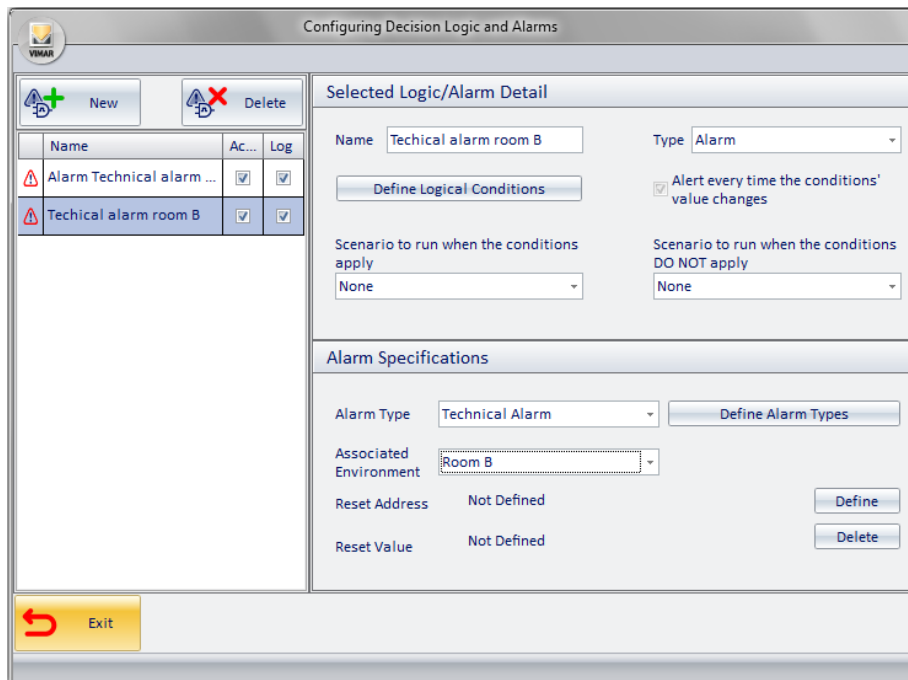 Configuring Decision Logic and Alarms
VIMAR
New
Delete
Name Ac... Log
Alarm Technical alarm ...
Techical alarm room B
Selected Logic/Alarm Detail
Name Techical alarm room B Type Alarm
Define Logical Conditions
Alert every time the conditions'
value changes
Scenario to run when the conditions
apply
None
Scenario to run when the conditions
DO NOT apply
None
Alarm Specifications
Alarm Type Technical Alarm Define Alarm Types
Associated
Environment
Room B
Reset Address Not Defined Define
Reset Value Not Defined Delete
Exit